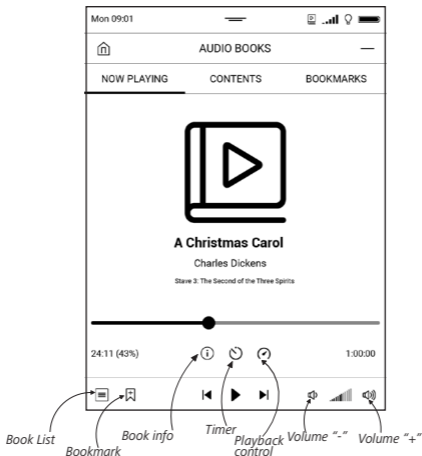 Mon 09:01
AUDIO BOOKS
NOW PLAYING CONTENTS BOOKMARKS
A Christmas Carol
Charles Dickens
Stave 3: The Second of the Three Spirits
24:11 (43%) 1:00:00
Book List
Bookmark
Book info
Timer
Playback
control
Volume "-"
Volume "+"